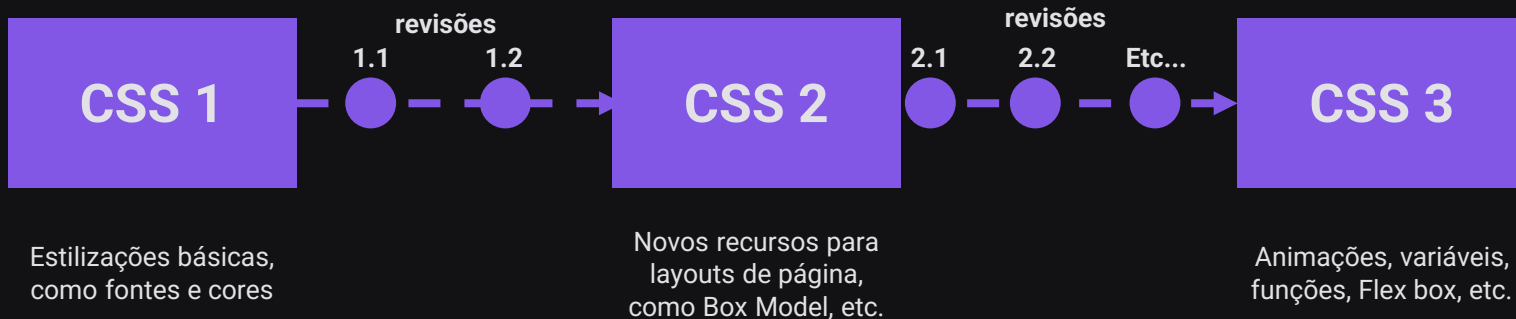 CSS 1
revisões
1.1
1.2
CSS 2
revisões
2.1
2.2
Etc...
CSS 3
Estilizações básicas,
como fontes e cores
Novos recursos para
layouts de página,
como Box Model, etc.
Animações, variáveis,
funções, Flex box, etc.